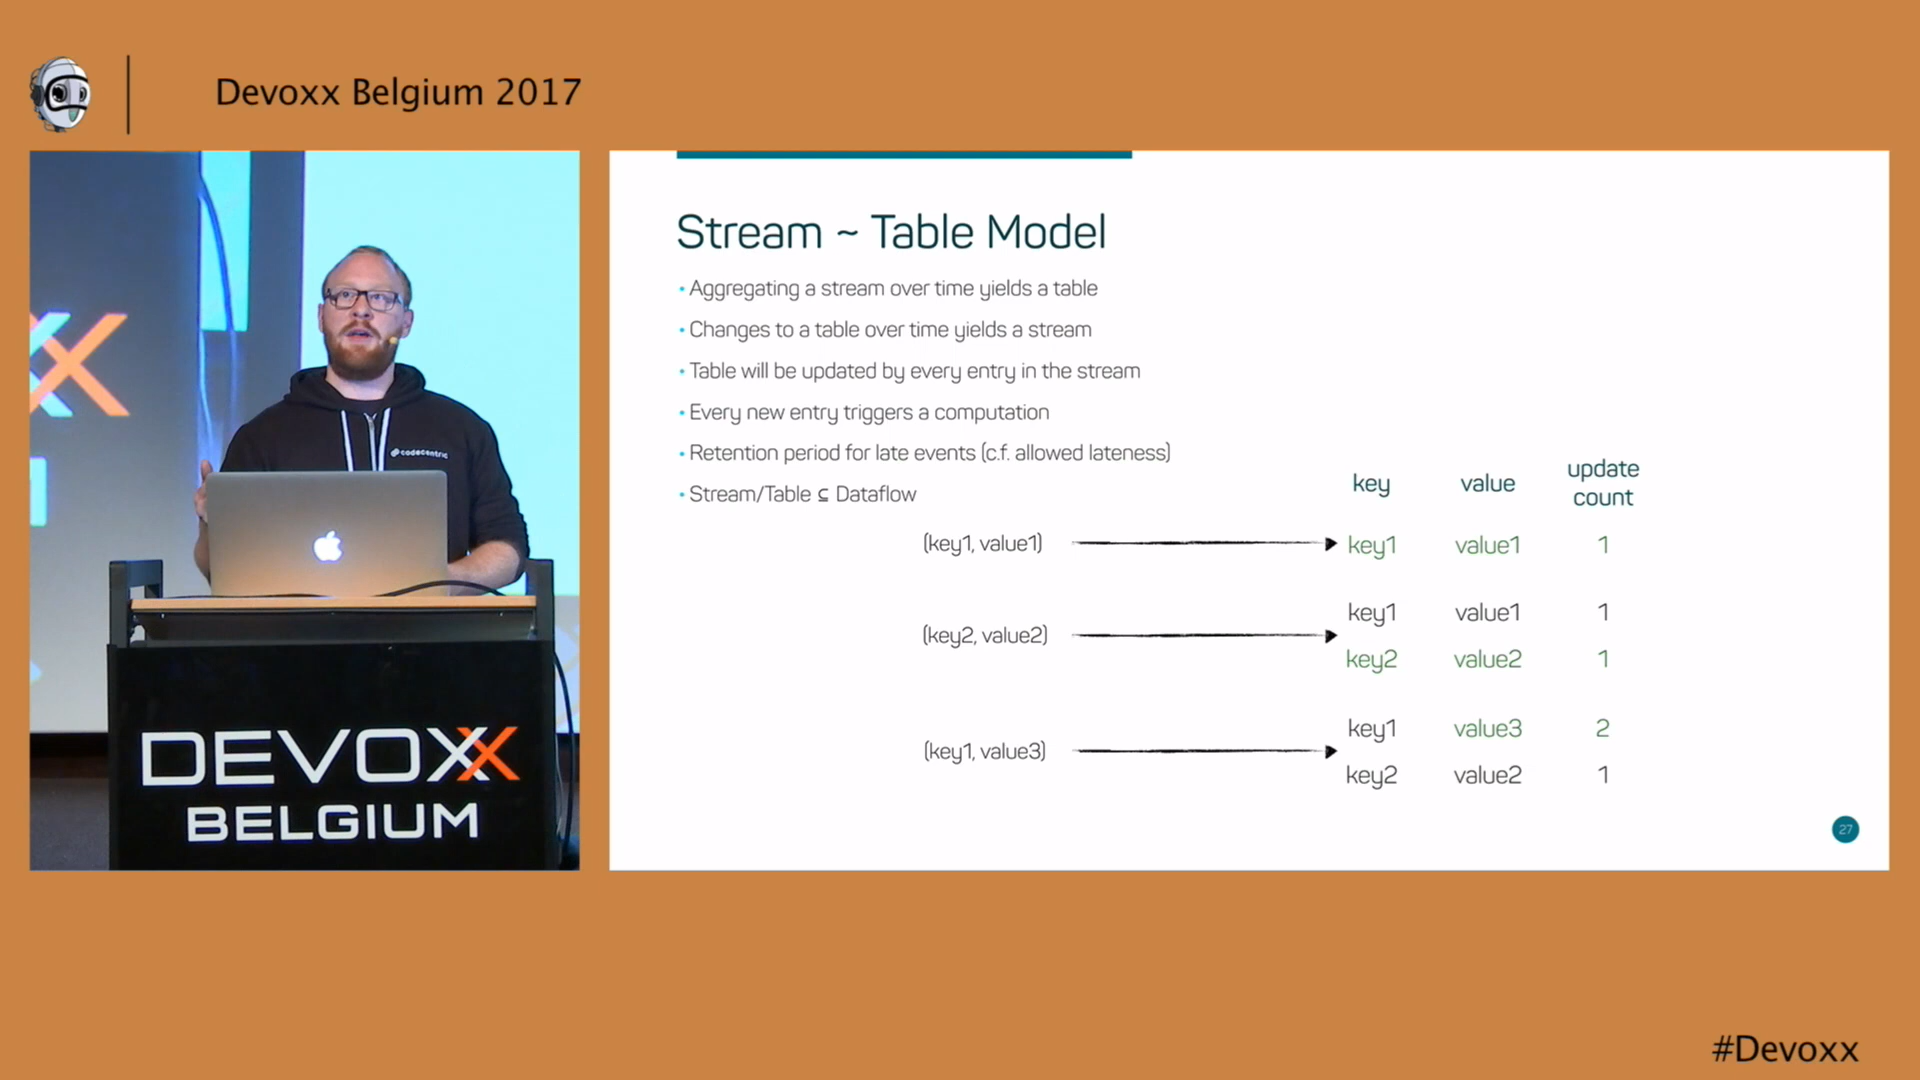 Devoxx Belgium 2017
codecentric
DEVOXX
BELGIUM
Stream ~ Table Model
• Aggregating a stream over time yields a table
• Changes to a table over time yields a stream
• Table will be updated by every entry in the stream
• Every new entry triggers a computation
• Retention period for late events (c.f. allowed lateness)
• Stream/Table ⊆ Dataflow
key value update count
(key1, value1) key1 value1 1
key1 value1 1
(key2, value2)
key2 value2 1
key1 value3 2
(key1, value3)
key2 value2 1
27
#Devoxx